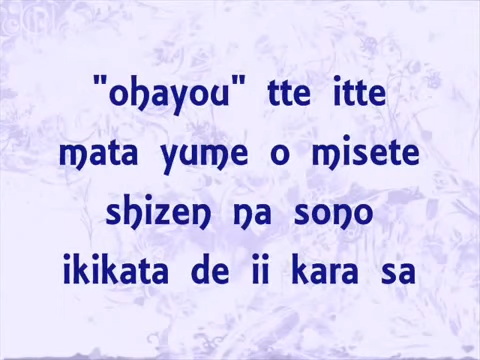 "ohayou" tte itte
mata yume o misete
shizen na sono
ikikata de ii kara sa